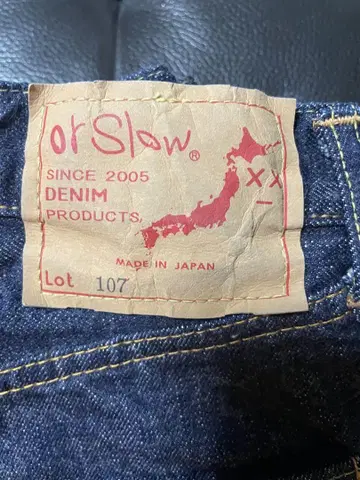 orSlow®
SINCE 2005
DENIM
PRODUCTS,
XX
MADE IN JAPAN
Lot 107